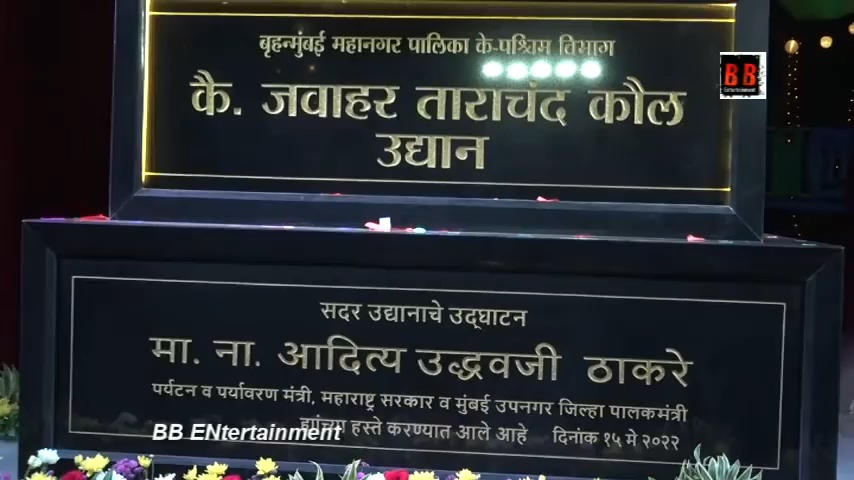 बृहन्मुंबई महानगर पालिका के-पश्चिम विभाग
कै. जवाहर ताराचंद कौल
उद्यान
BB
Entertainment
सदर उद्यानाचे उद्घाटन
मा. ना. आदित्य उद्धवजी ठाकरे
पर्यटन व पर्यावरण मंत्री, महाराष्ट्र सरकार व मुंबई उपनगर जिल्हा पालकमंत्री
ह्यांच्या हस्ते करण्यात आले आहे दिनांक १५ मे २०२२
BB ENtertainment